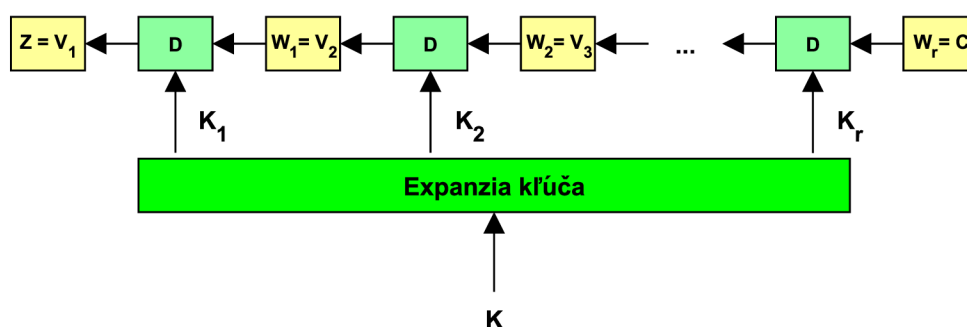 Z = V₁ D W₁= V₂ D W₂= V₃ ... D Wᵣ= C
K₁ K₂ Kᵣ
Expanzia kľúča
K